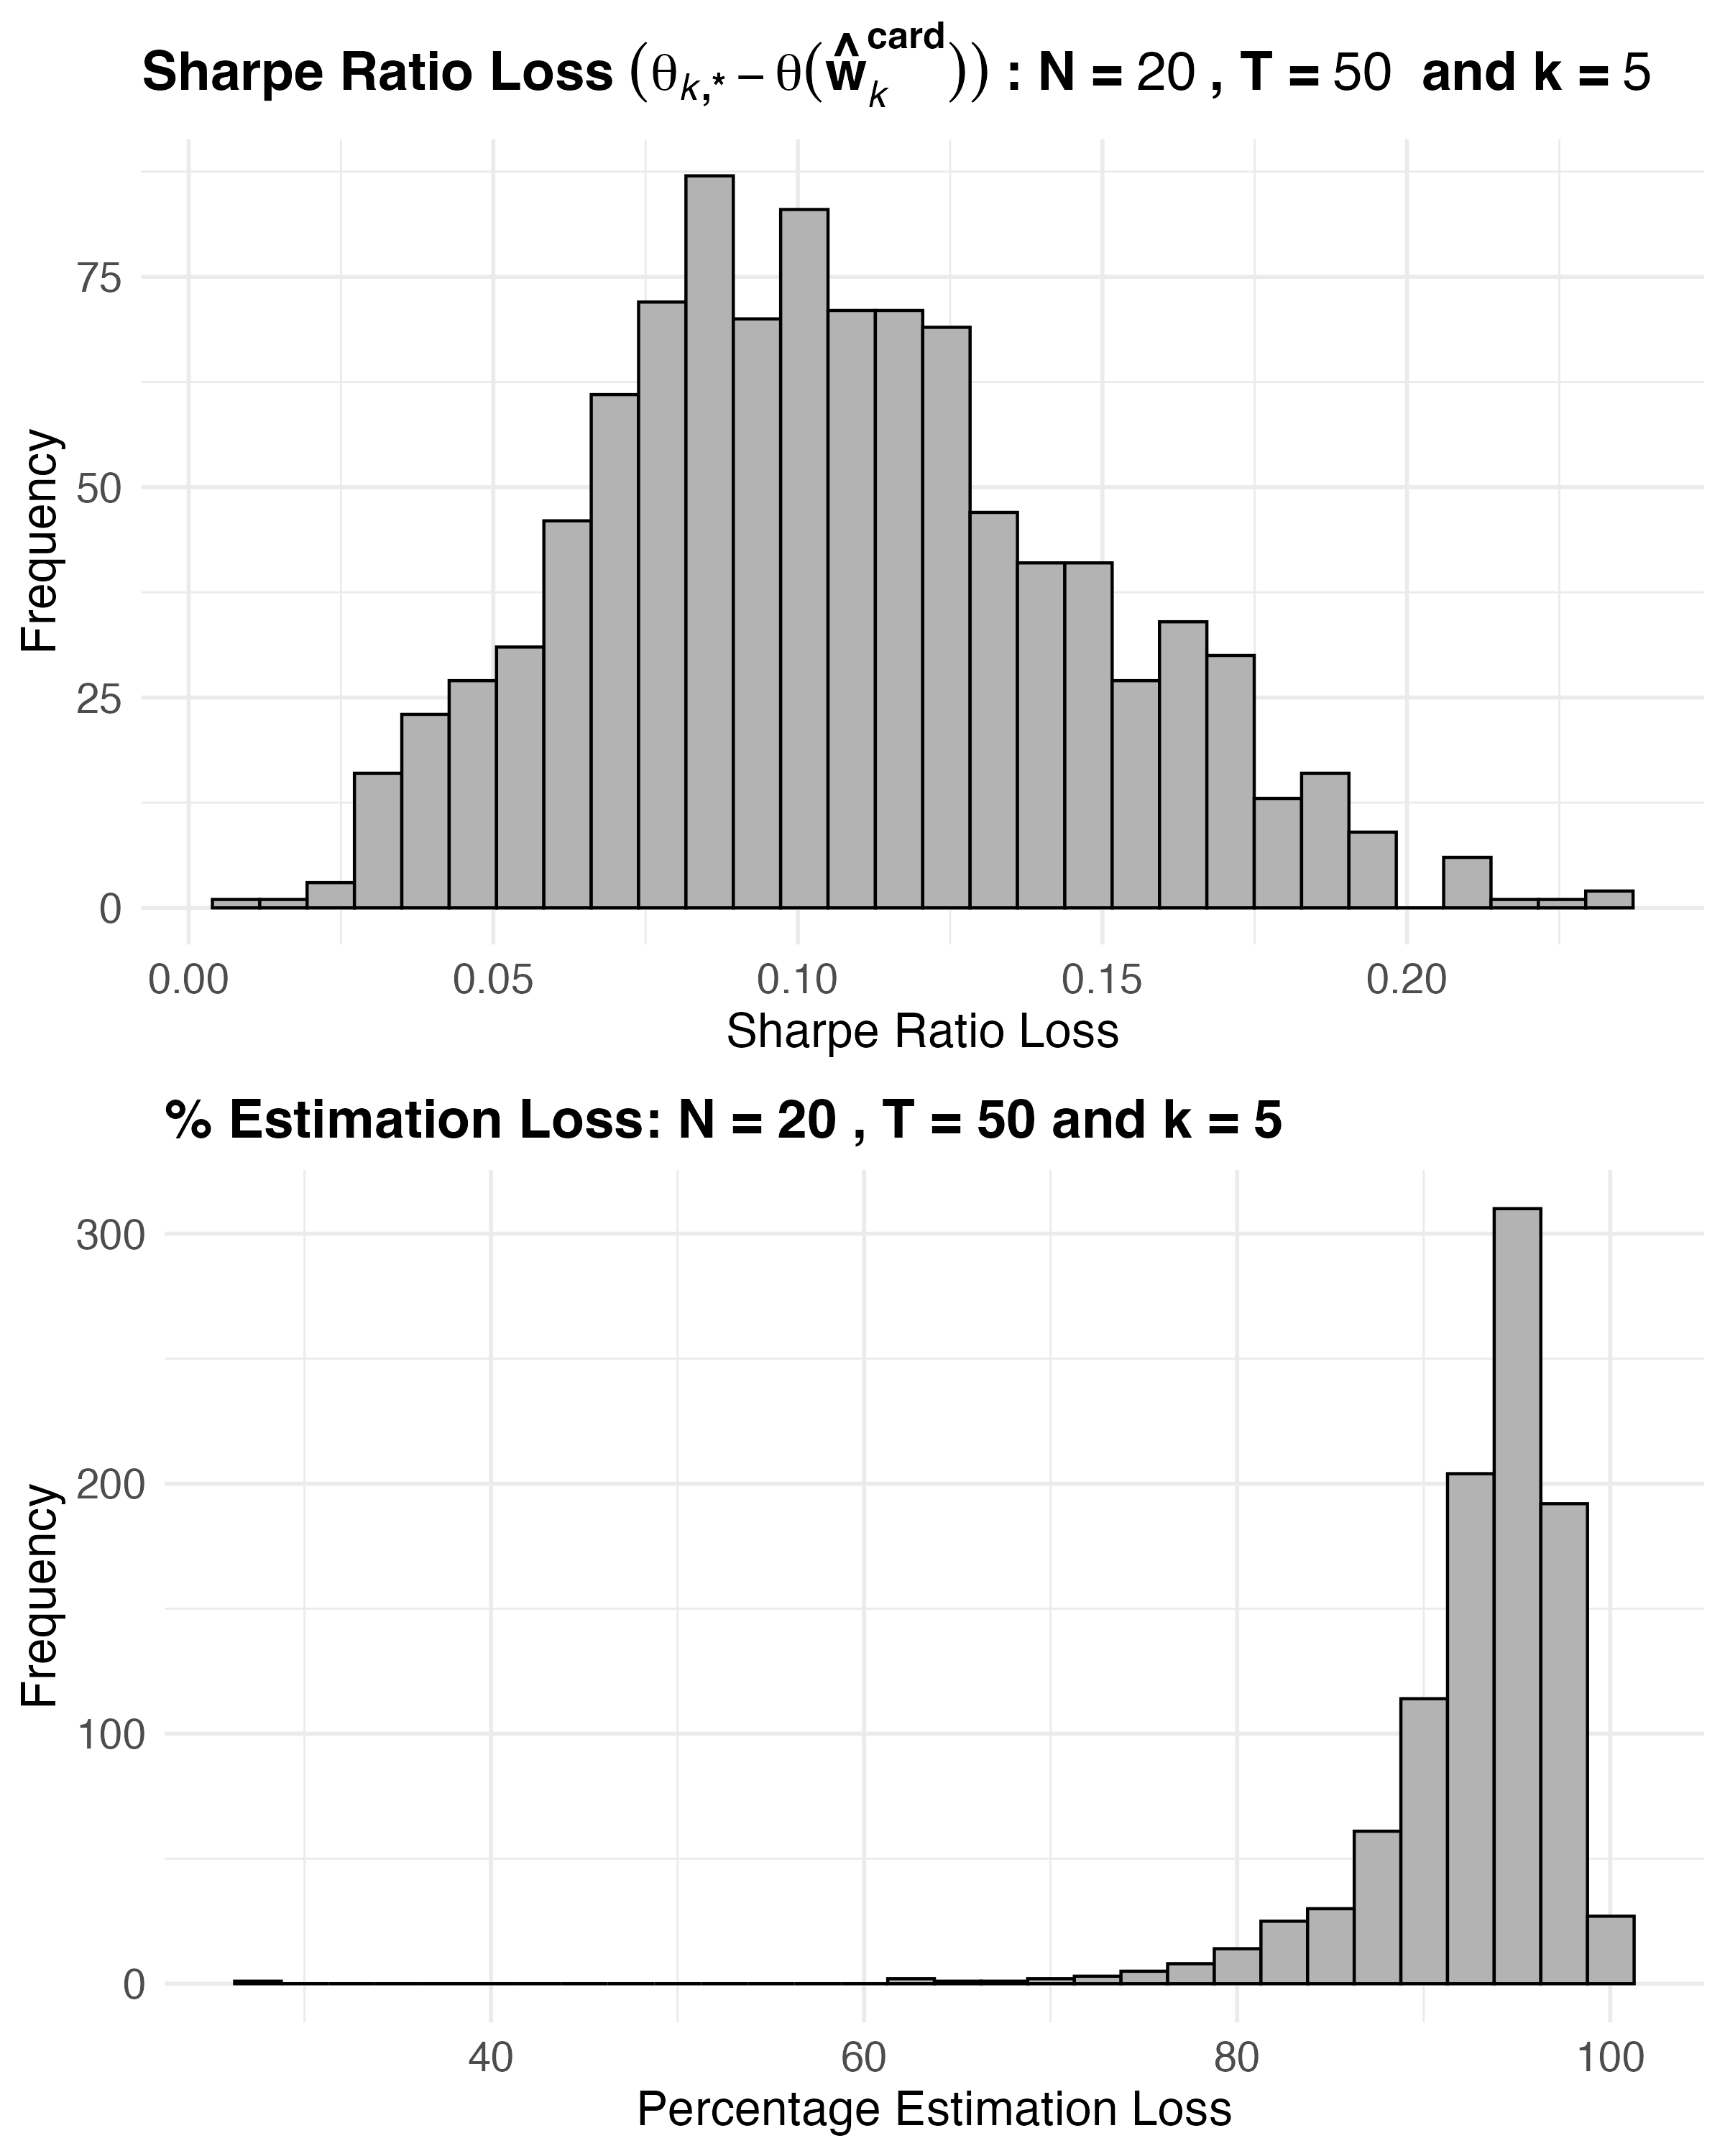 Sharpe Ratio Loss (θk,* − θ(ŵk^card)) : N = 20 , T = 50 and k = 5
75
50
25
0
Frequency
0.00 0.05 0.10 0.15 0.20
Sharpe Ratio Loss
% Estimation Loss: N = 20 , T = 50 and k = 5
300
200
100
0
Frequency
40 60 80 100
Percentage Estimation Loss